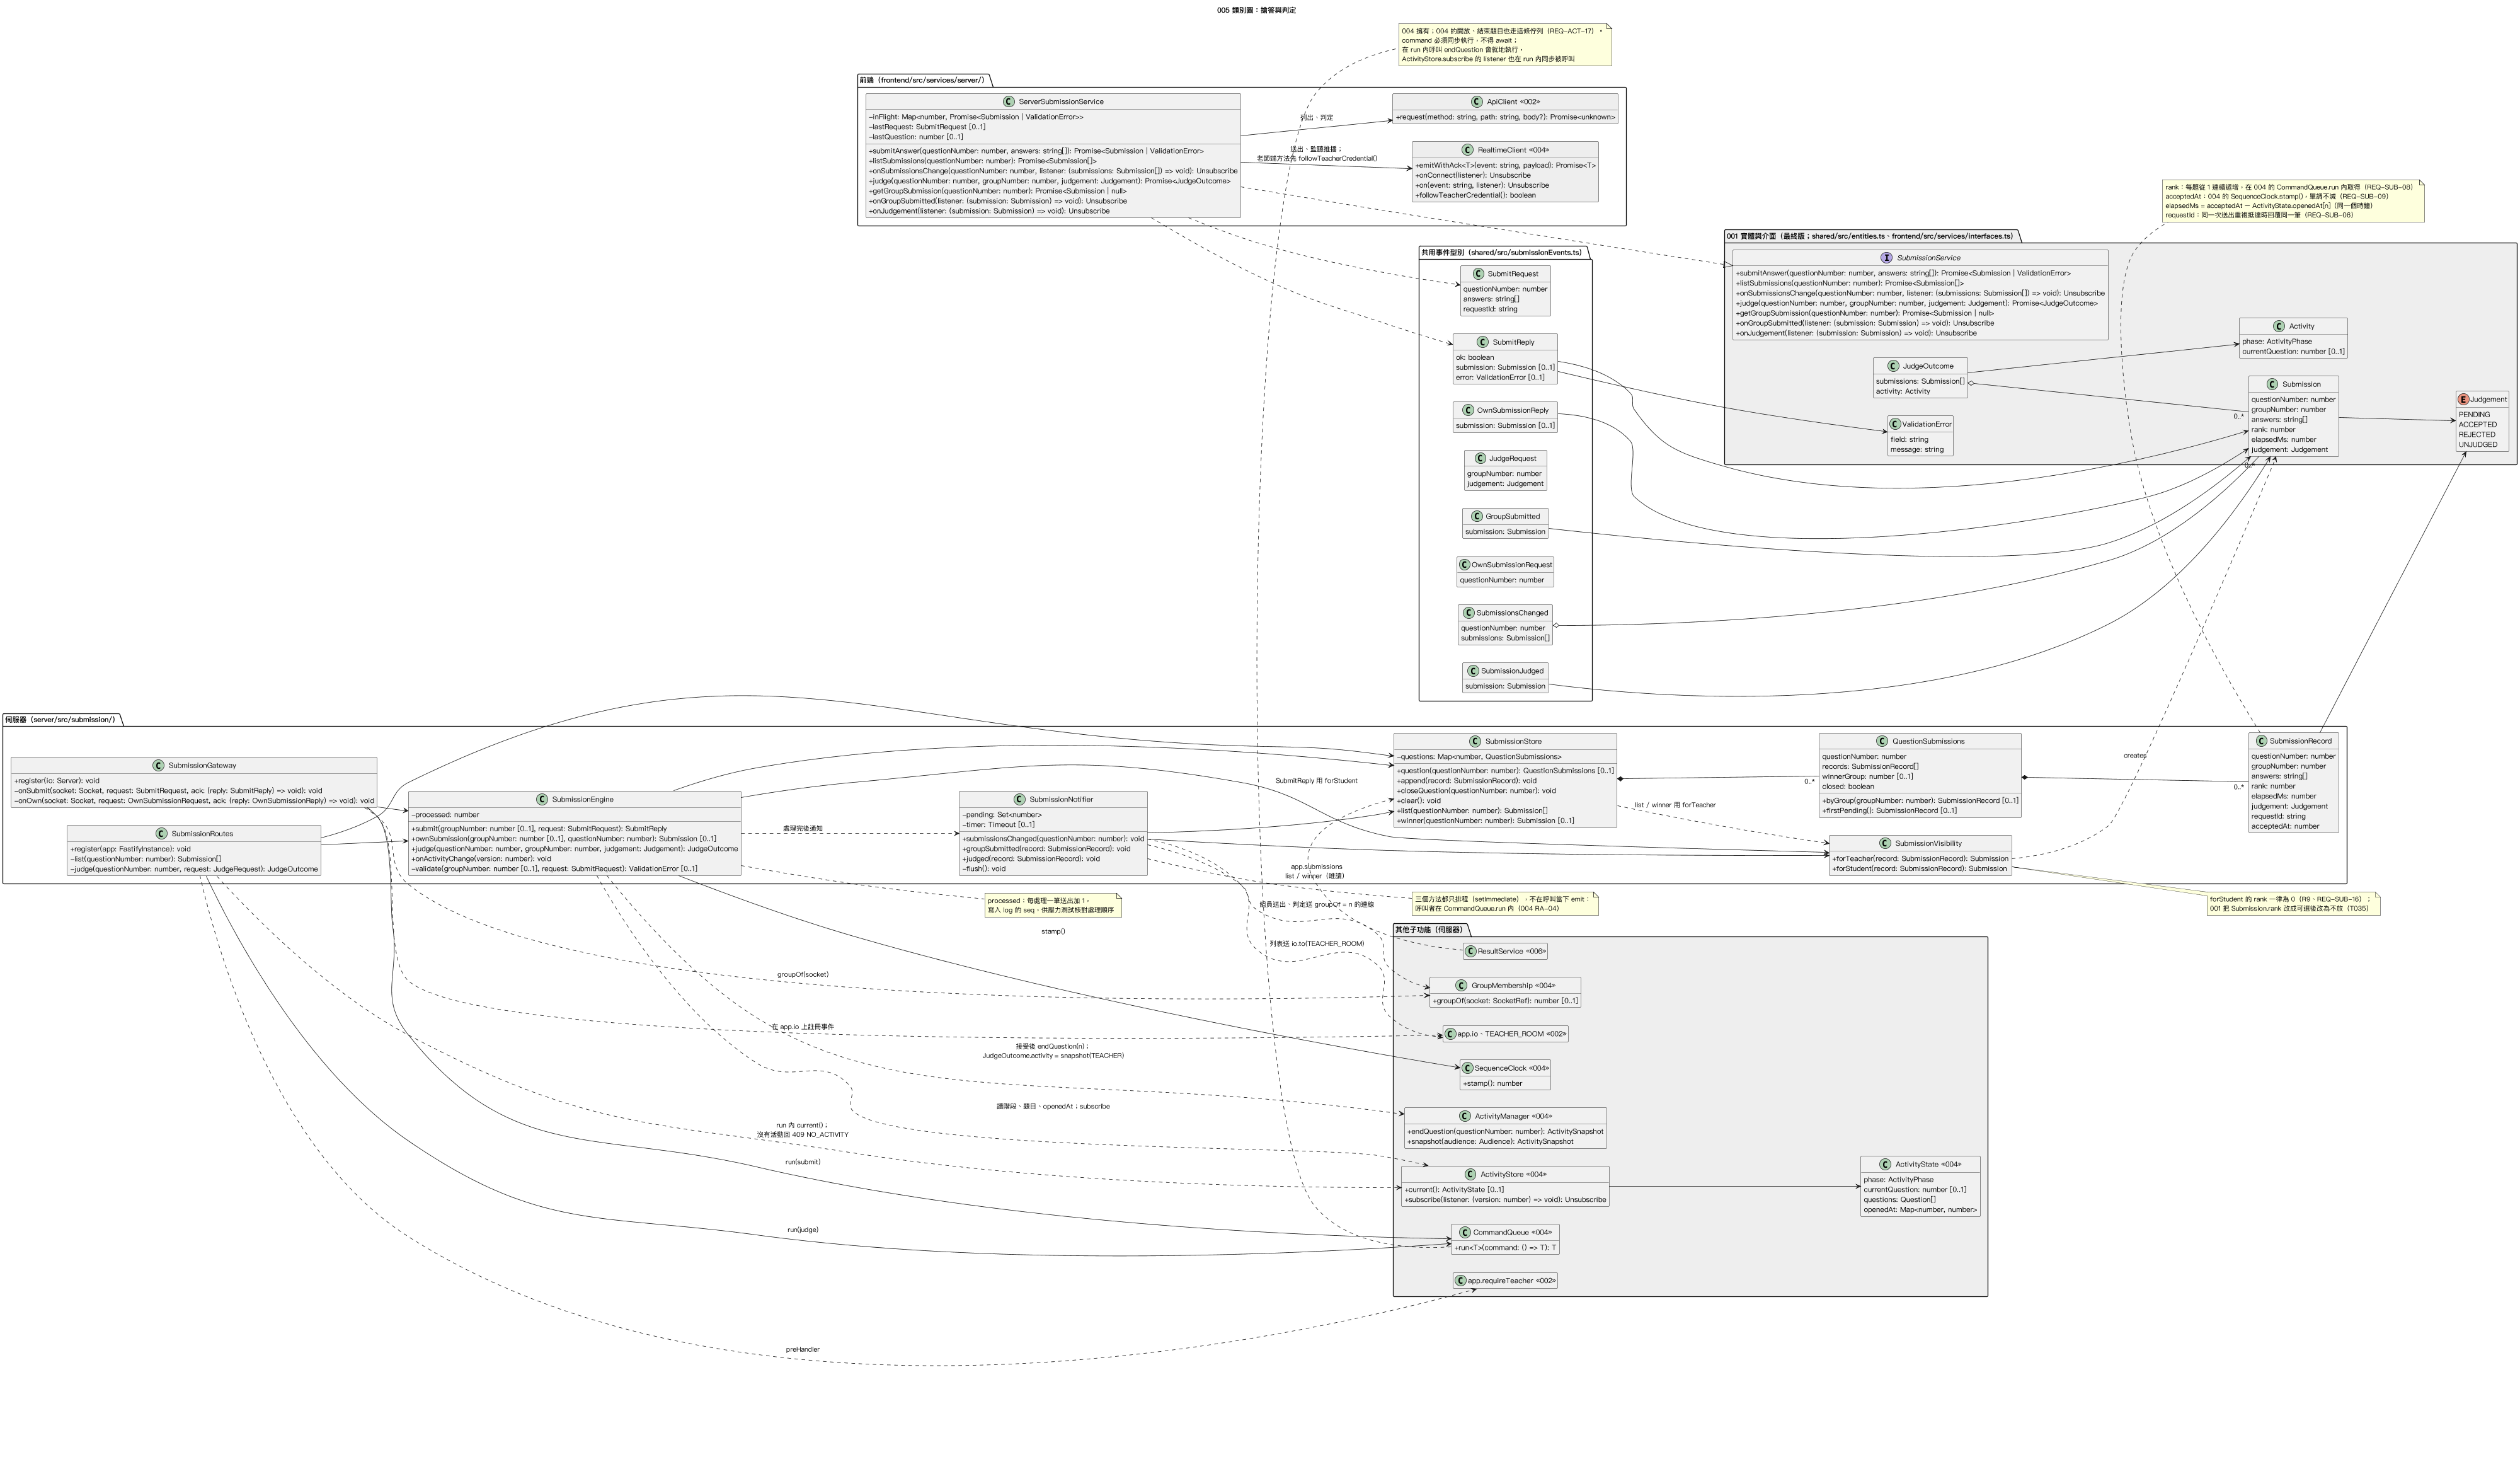 005 類別圖：搶答與判定
004 擁有；004 的開放、結束題目也走這條佇列（REQ-ACT-17）。
command 必須同步執行，不得 await；
在 run 內呼叫 endQuestion 會就地執行，
ActivityStore.subscribe 的 listener 也在 run 內同步被呼叫
前端（frontend/src/services/server/）
ServerSubmissionService
−inFlight: Map<number, Promise<Submission | ValidationError>>
−lastRequest: SubmitRequest [0..1]
−lastQuestion: number [0..1]
+submitAnswer(questionNumber: number, answers: string[]): Promise<Submission | ValidationError>
+listSubmissions(questionNumber: number): Promise<Submission[]>
+onSubmissionsChange(questionNumber: number, listener: (submissions: Submission[]) => void): Unsubscribe
+judge(questionNumber: number, groupNumber: number, judgement: Judgement): Promise<JudgeOutcome>
+getGroupSubmission(questionNumber: number): Promise<Submission | null>
+onGroupSubmitted(listener: (submission: Submission) => void): Unsubscribe
+onJudgement(listener: (submission: Submission) => void): Unsubscribe
列出、判定
送出、監聽推播；
老師端方法先 followTeacherCredential()
ApiClient «002»
+request(method: string, path: string, body?): Promise<unknown>
RealtimeClient «004»
+emitWithAck<T>(event: string, payload): Promise<T>
+onConnect(listener): Unsubscribe
+on(event: string, listener): Unsubscribe
+followTeacherCredential(): boolean
rank：每題從 1 連續遞增，在 004 的 CommandQueue.run 內取得（REQ-SUB-08）
acceptedAt：004 的 SequenceClock.stamp()，單調不減（REQ-SUB-09）
elapsedMs = acceptedAt − ActivityState.openedAt[n]（同一個時鐘）
requestId：同一次送出重複抵達時回覆同一筆（REQ-SUB-06）
001 實體與介面（最終版；shared/src/entities.ts、frontend/src/services/interfaces.ts）
SubmissionService
+submitAnswer(questionNumber: number, answers: string[]): Promise<Submission | ValidationError>
+listSubmissions(questionNumber: number): Promise<Submission[]>
+onSubmissionsChange(questionNumber: number, listener: (submissions: Submission[]) => void): Unsubscribe
+judge(questionNumber: number, groupNumber: number, judgement: Judgement): Promise<JudgeOutcome>
+getGroupSubmission(questionNumber: number): Promise<Submission | null>
+onGroupSubmitted(listener: (submission: Submission) => void): Unsubscribe
+onJudgement(listener: (submission: Submission) => void): Unsubscribe
JudgeOutcome
submissions: Submission[]
activity: Activity
ValidationError
field: string
message: string
Activity
phase: ActivityPhase
currentQuestion: number [0..1]
Submission
questionNumber: number
groupNumber: number
answers: string[]
rank: number
elapsedMs: number
judgement: Judgement
0..*
0..*
Judgement
PENDING
ACCEPTED
REJECTED
UNJUDGED
共用事件型別（shared/src/submissionEvents.ts）
SubmitRequest
questionNumber: number
answers: string[]
requestId: string
SubmitReply
ok: boolean
submission: Submission [0..1]
error: ValidationError [0..1]
OwnSubmissionReply
submission: Submission [0..1]
JudgeRequest
groupNumber: number
judgement: Judgement
GroupSubmitted
submission: Submission
OwnSubmissionRequest
questionNumber: number
SubmissionsChanged
questionNumber: number
submissions: Submission[]
SubmissionJudged
submission: Submission
伺服器（server/src/submission/）
SubmissionGateway
+register(io: Server): void
−onSubmit(socket: Socket, request: SubmitRequest, ack: (reply: SubmitReply) => void): void
−onOwn(socket: Socket, request: OwnSubmissionRequest, ack: (reply: OwnSubmissionReply) => void): void
SubmissionRoutes
+register(app: FastifyInstance): void
−list(questionNumber: number): Submission[]
−judge(questionNumber: number, request: JudgeRequest): JudgeOutcome
SubmissionEngine
−processed: number
+submit(groupNumber: number [0..1], request: SubmitRequest): SubmitReply
+ownSubmission(groupNumber: number [0..1], questionNumber: number): Submission [0..1]
+judge(questionNumber: number, groupNumber: number, judgement: Judgement): JudgeOutcome
+onActivityChange(version: number): void
−validate(groupNumber: number [0..1], request: SubmitRequest): ValidationError [0..1]
處理完後通知
SubmissionNotifier
−pending: Set<number>
−timer: Timeout [0..1]
+submissionsChanged(questionNumber: number): void
+groupSubmitted(record: SubmissionRecord): void
+judged(record: SubmissionRecord): void
−flush(): void
SubmitReply 用 forStudent
SubmissionStore
−questions: Map<number, QuestionSubmissions>
+question(questionNumber: number): QuestionSubmissions [0..1]
+append(record: SubmissionRecord): void
+closeQuestion(questionNumber: number): void
+clear(): void
+list(questionNumber: number): Submission[]
+winner(questionNumber: number): Submission [0..1]
list / winner 用 forTeacher
0..*
QuestionSubmissions
questionNumber: number
records: SubmissionRecord[]
winnerGroup: number [0..1]
closed: boolean
+byGroup(groupNumber: number): SubmissionRecord [0..1]
+firstPending(): SubmissionRecord [0..1]
SubmissionVisibility
+forTeacher(record: SubmissionRecord): Submission
+forStudent(record: SubmissionRecord): Submission
creates
0..*
SubmissionRecord
questionNumber: number
groupNumber: number
answers: string[]
rank: number
elapsedMs: number
judgement: Judgement
requestId: string
acceptedAt: number
app.submissions
list / winner（唯讀）
processed：每處理一筆送出加 1，
寫入 log 的 seq，供壓力測試核對處理順序
三個方法都只排程（setImmediate），不在呼叫當下 emit：
呼叫者在 CommandQueue.run 內（004 RA-04）
forStudent 的 rank 一律為 0（R9、REQ-SUB-16）；
001 把 Submission.rank 改成可選後改為不放（T035）
組員送出、判定送 groupOf = n 的連線
stamp()
列表送 io.to(TEACHER_ROOM)
groupOf(socket)
在 app.io 上註冊事件
接受後 endQuestion(n)；
JudgeOutcome.activity = snapshot(TEACHER)
讀階段、題目、openedAt；subscribe
run 內 current()；
沒有活動回 409 NO_ACTIVITY
run(submit)
run(judge)
preHandler
其他子功能（伺服器）
ResultService «006»
GroupMembership «004»
+groupOf(socket: SocketRef): number [0..1]
app.io、TEACHER_ROOM «002»
SequenceClock «004»
+stamp(): number
ActivityManager «004»
+endQuestion(questionNumber: number): ActivitySnapshot
+snapshot(audience: Audience): ActivitySnapshot
ActivityStore «004»
+current(): ActivityState [0..1]
+subscribe(listener: (version: number) => void): Unsubscribe
ActivityState «004»
phase: ActivityPhase
currentQuestion: number [0..1]
questions: Question[]
openedAt: Map<number, number>
CommandQueue «004»
+run<T>(command: () => T): T
app.requireTeacher «002»